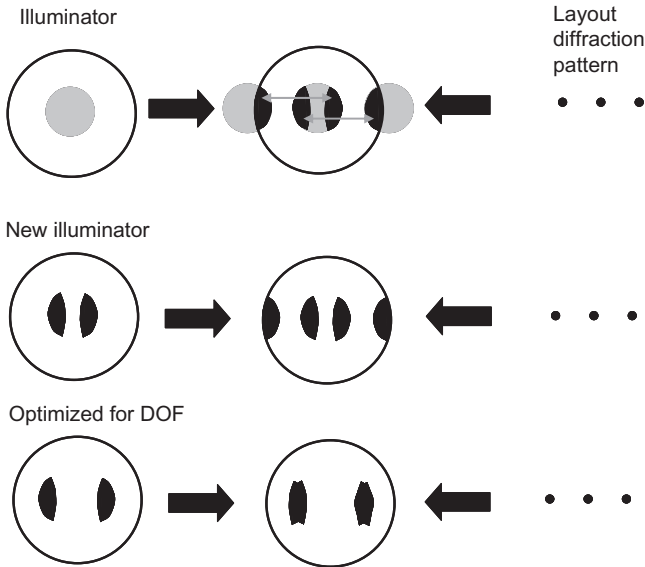 Illuminator
Layout
diffraction
pattern
New illuminator
Optimized for DOF